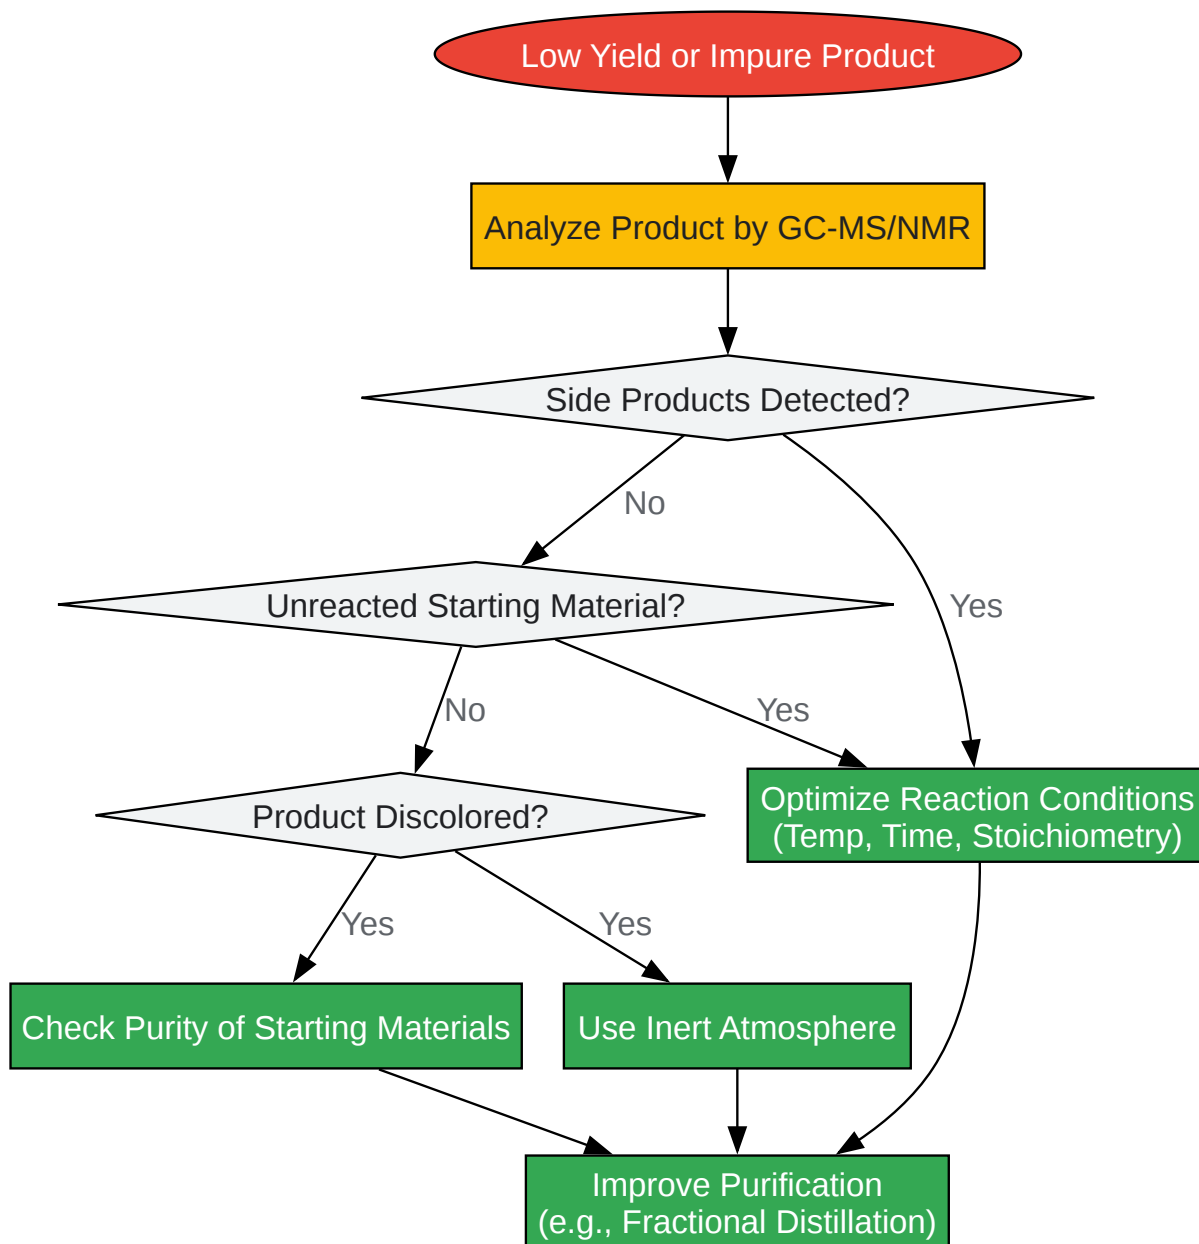 Low Yield or Impure Product
Analyze Product by GC-MS/NMR
Side Products Detected?
No
Yes
Unreacted Starting Material?
No
Yes
Product Discolored?
Optimize Reaction Conditions
(Temp, Time, Stoichiometry)
Yes
Yes
Check Purity of Starting Materials
Use Inert Atmosphere
Improve Purification
(e.g., Fractional Distillation)